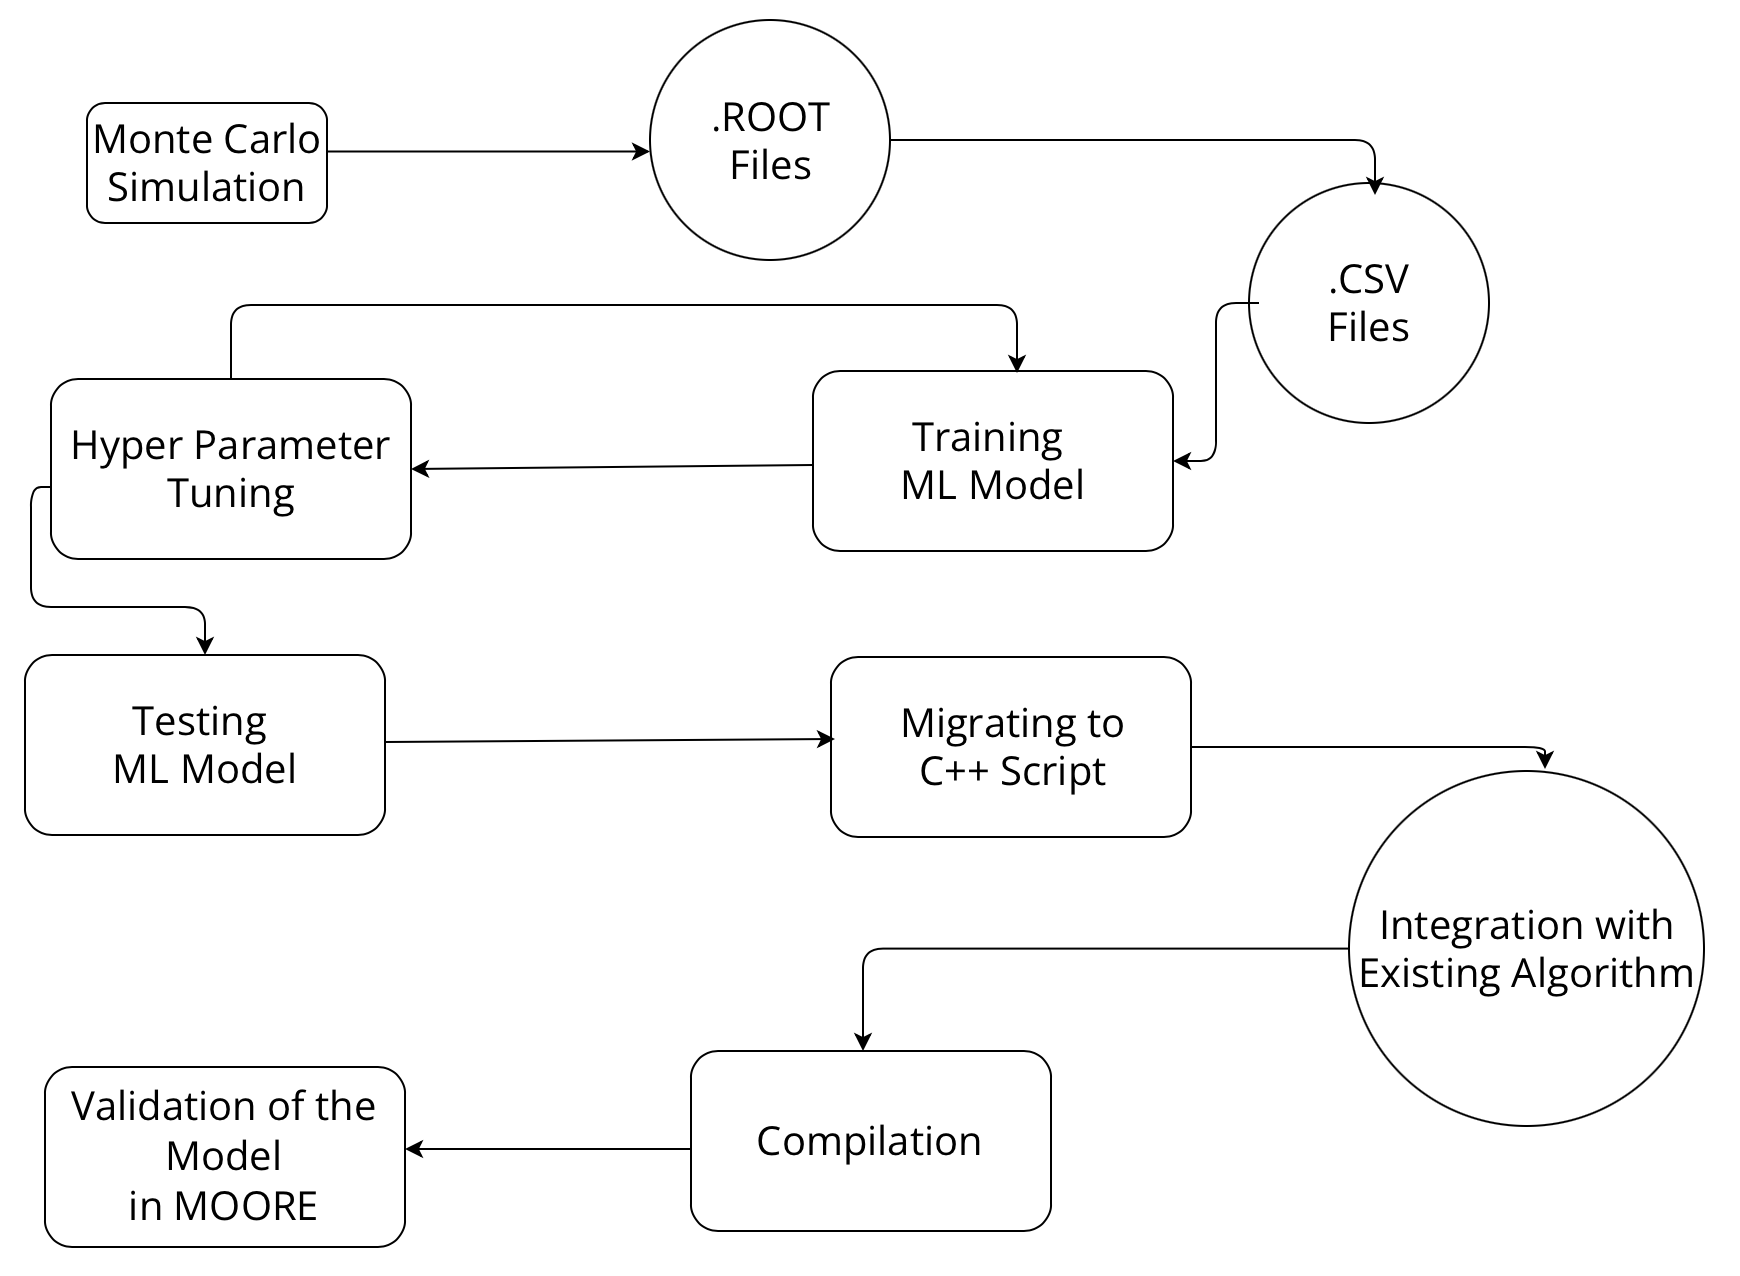 Monte Carlo
Simulation
.ROOT
Files
.CSV
Files
Training
ML Model
Hyper Parameter
Tuning
Testing
ML Model
Migrating to
C++ Script
Integration with
Existing Algorithm
Compilation
Validation of the
Model
in MOORE